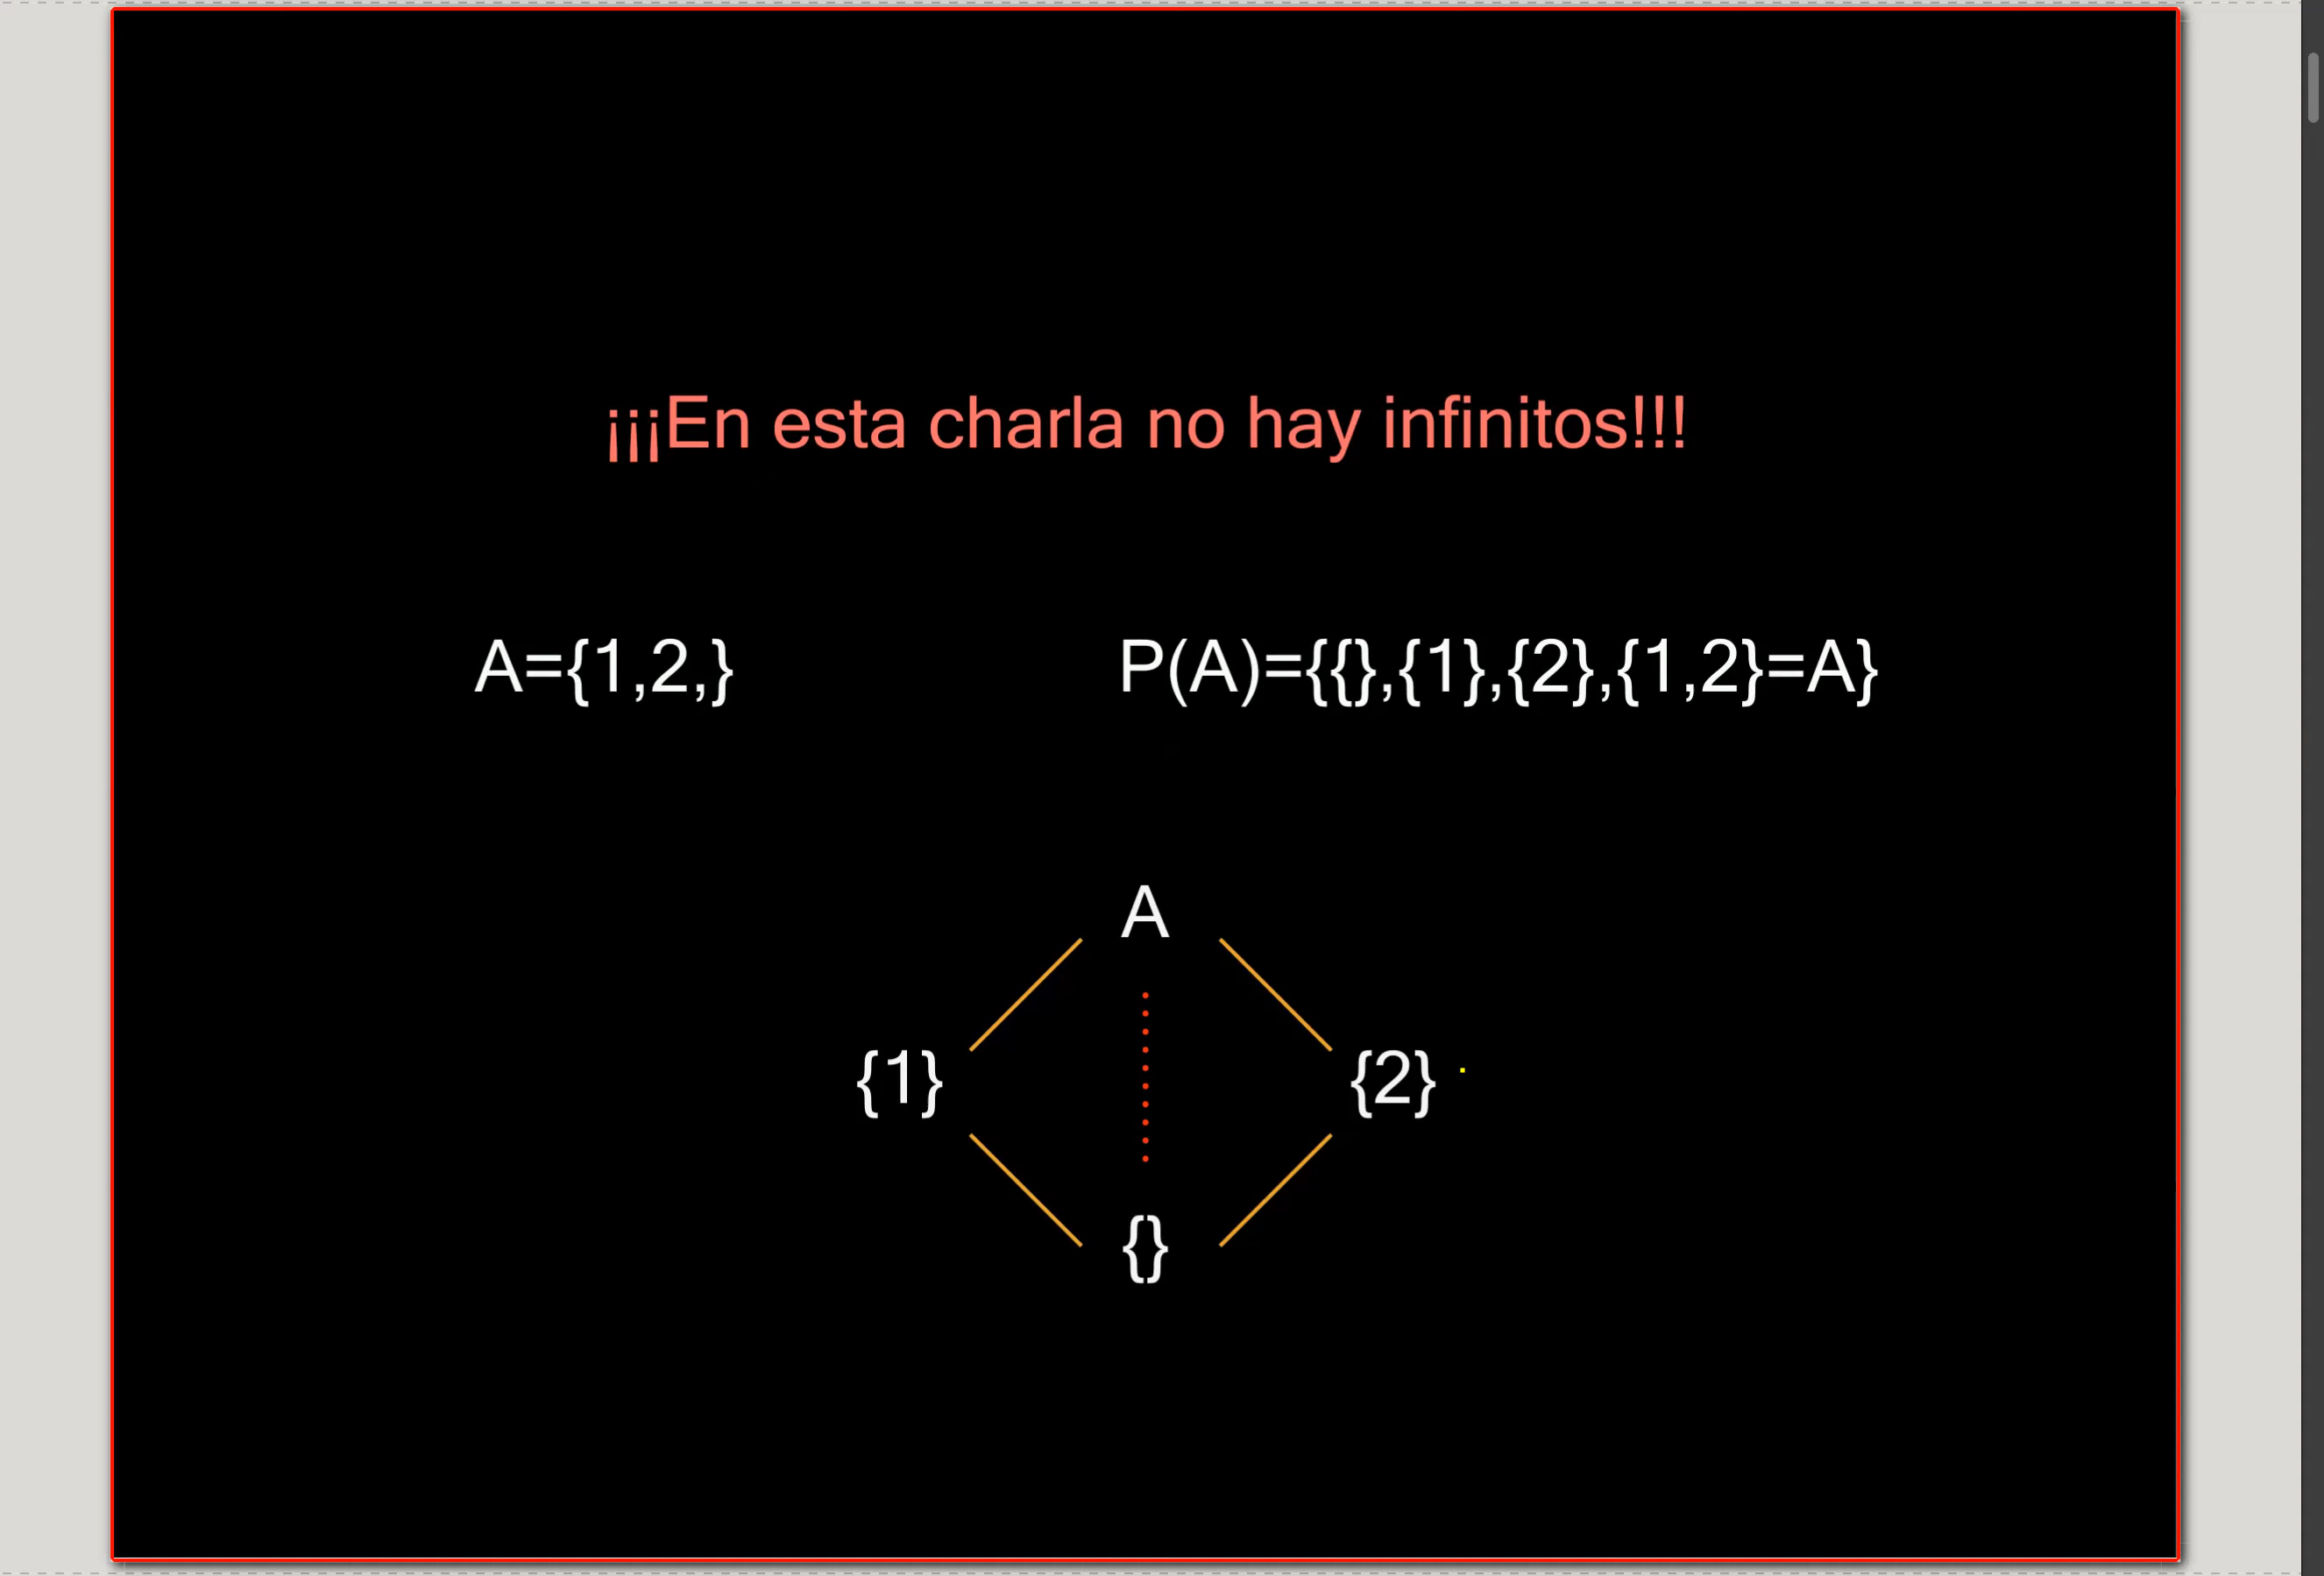 ¡¡¡En esta charla no hay infinitos!!!
A={1,2,} P(A)={{},{1},{2},{1,2}=A}
A
{1} {2}
{}